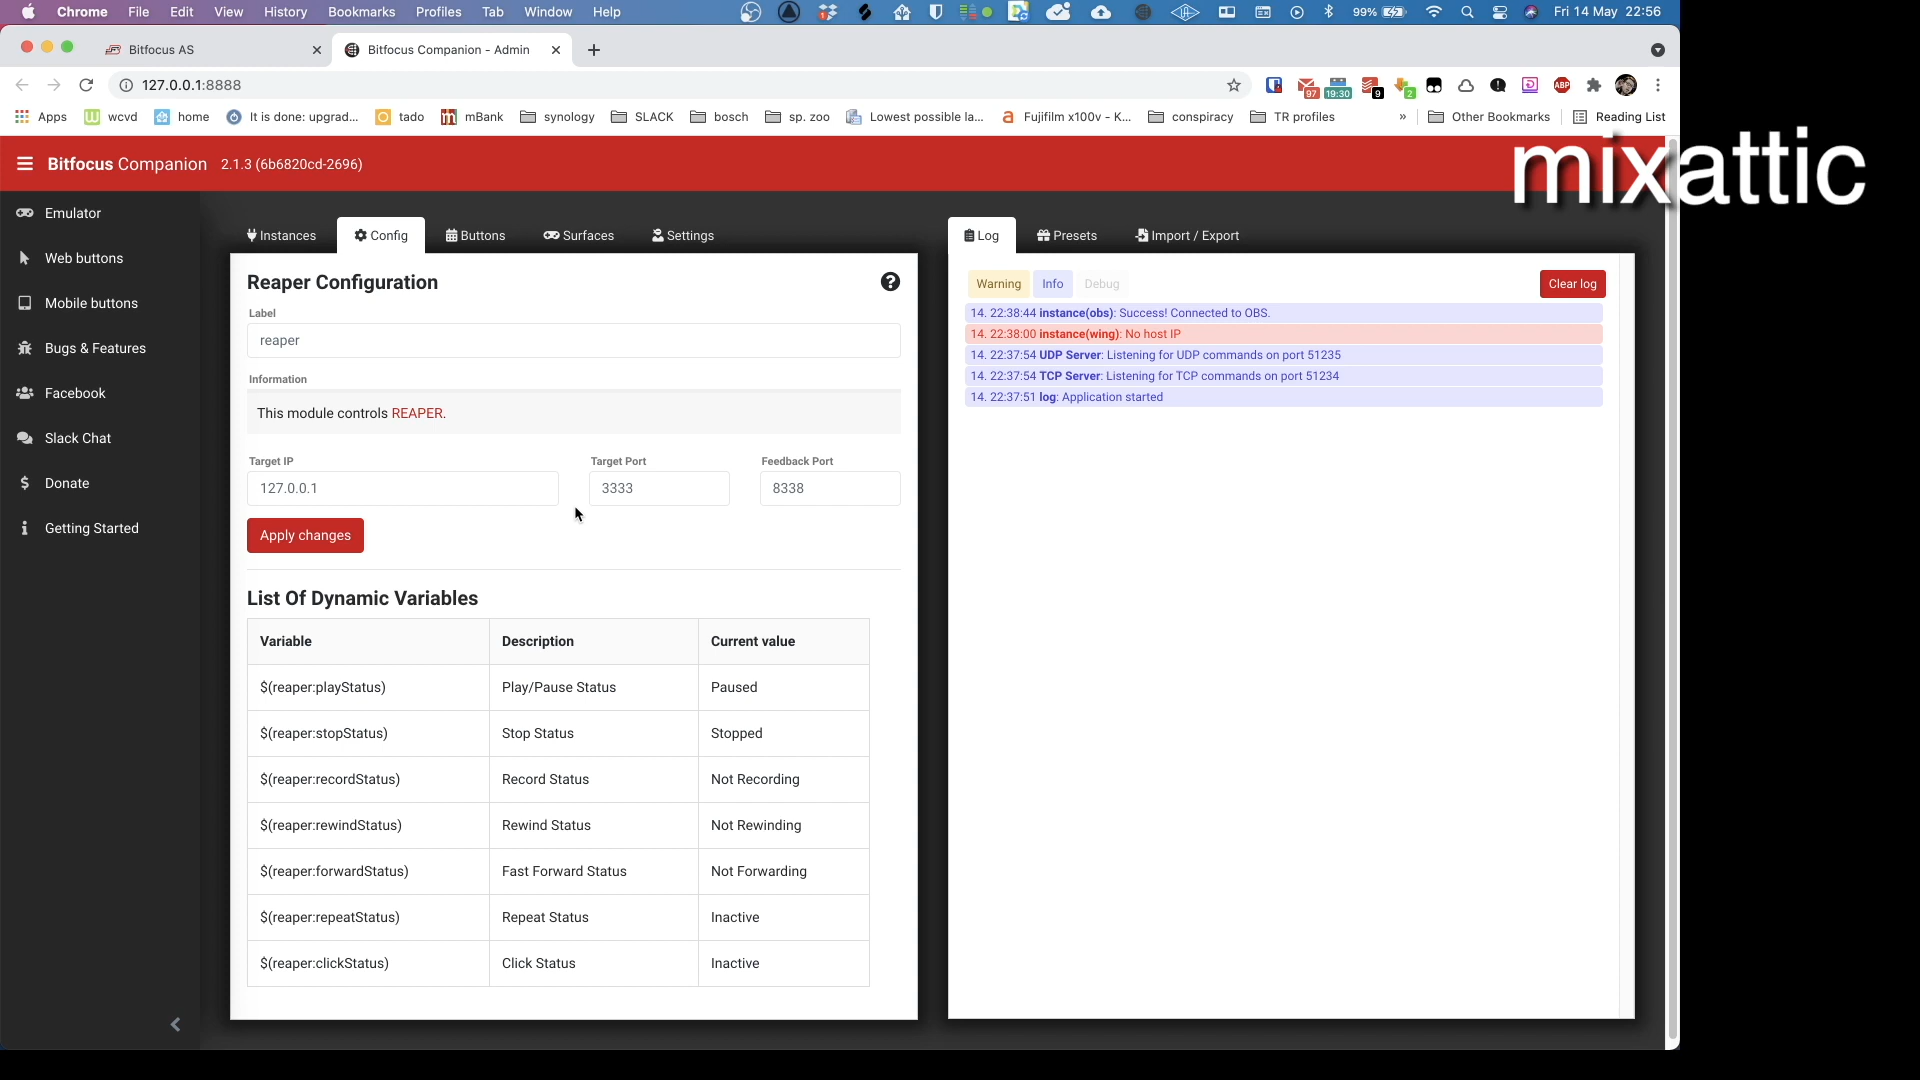 Chrome File Edit View History Bookmarks Profiles Tab Window Help 99% Fri 14 May 22:56
Bitfocus AS
Bitfocus Companion - Admin
127.0.0.1:8888
97 19:30 9 2 ABP
Apps wcvd home It is done: upgrad... tado mBank synology SLACK bosch sp. zoo Lowest possible la... Fujifilm x100v - K... conspiracy TR profiles » Other Bookmarks Reading List
mixattic
Bitfocus Companion 2.1.3 (6b6820cd-2696)
Emulator
Web buttons
Mobile buttons
Bugs & Features
Facebook
Slack Chat
Donate
Getting Started
Instances Config Buttons Surfaces Settings
Reaper Configuration
Label
reaper
Information
This module controls REAPER.
Target IP Target Port Feedback Port
127.0.0.1 3333 8338
Apply changes
List Of Dynamic Variables
Variable Description Current value
$(reaper:playStatus) Play/Pause Status Paused
$(reaper:stopStatus) Stop Status Stopped
$(reaper:recordStatus) Record Status Not Recording
$(reaper:rewindStatus) Rewind Status Not Rewinding
$(reaper:forwardStatus) Fast Forward Status Not Forwarding
$(reaper:repeatStatus) Repeat Status Inactive
$(reaper:clickStatus) Click Status Inactive
Log Presets Import / Export
Warning Info Debug Clear log
14. 22:38:44 instance(obs): Success! Connected to OBS.
14. 22:38:00 instance(wing): No host IP
14. 22:37:54 UDP Server: Listening for UDP commands on port 51235
14. 22:37:54 TCP Server: Listening for TCP commands on port 51234
14. 22:37:51 log: Application started